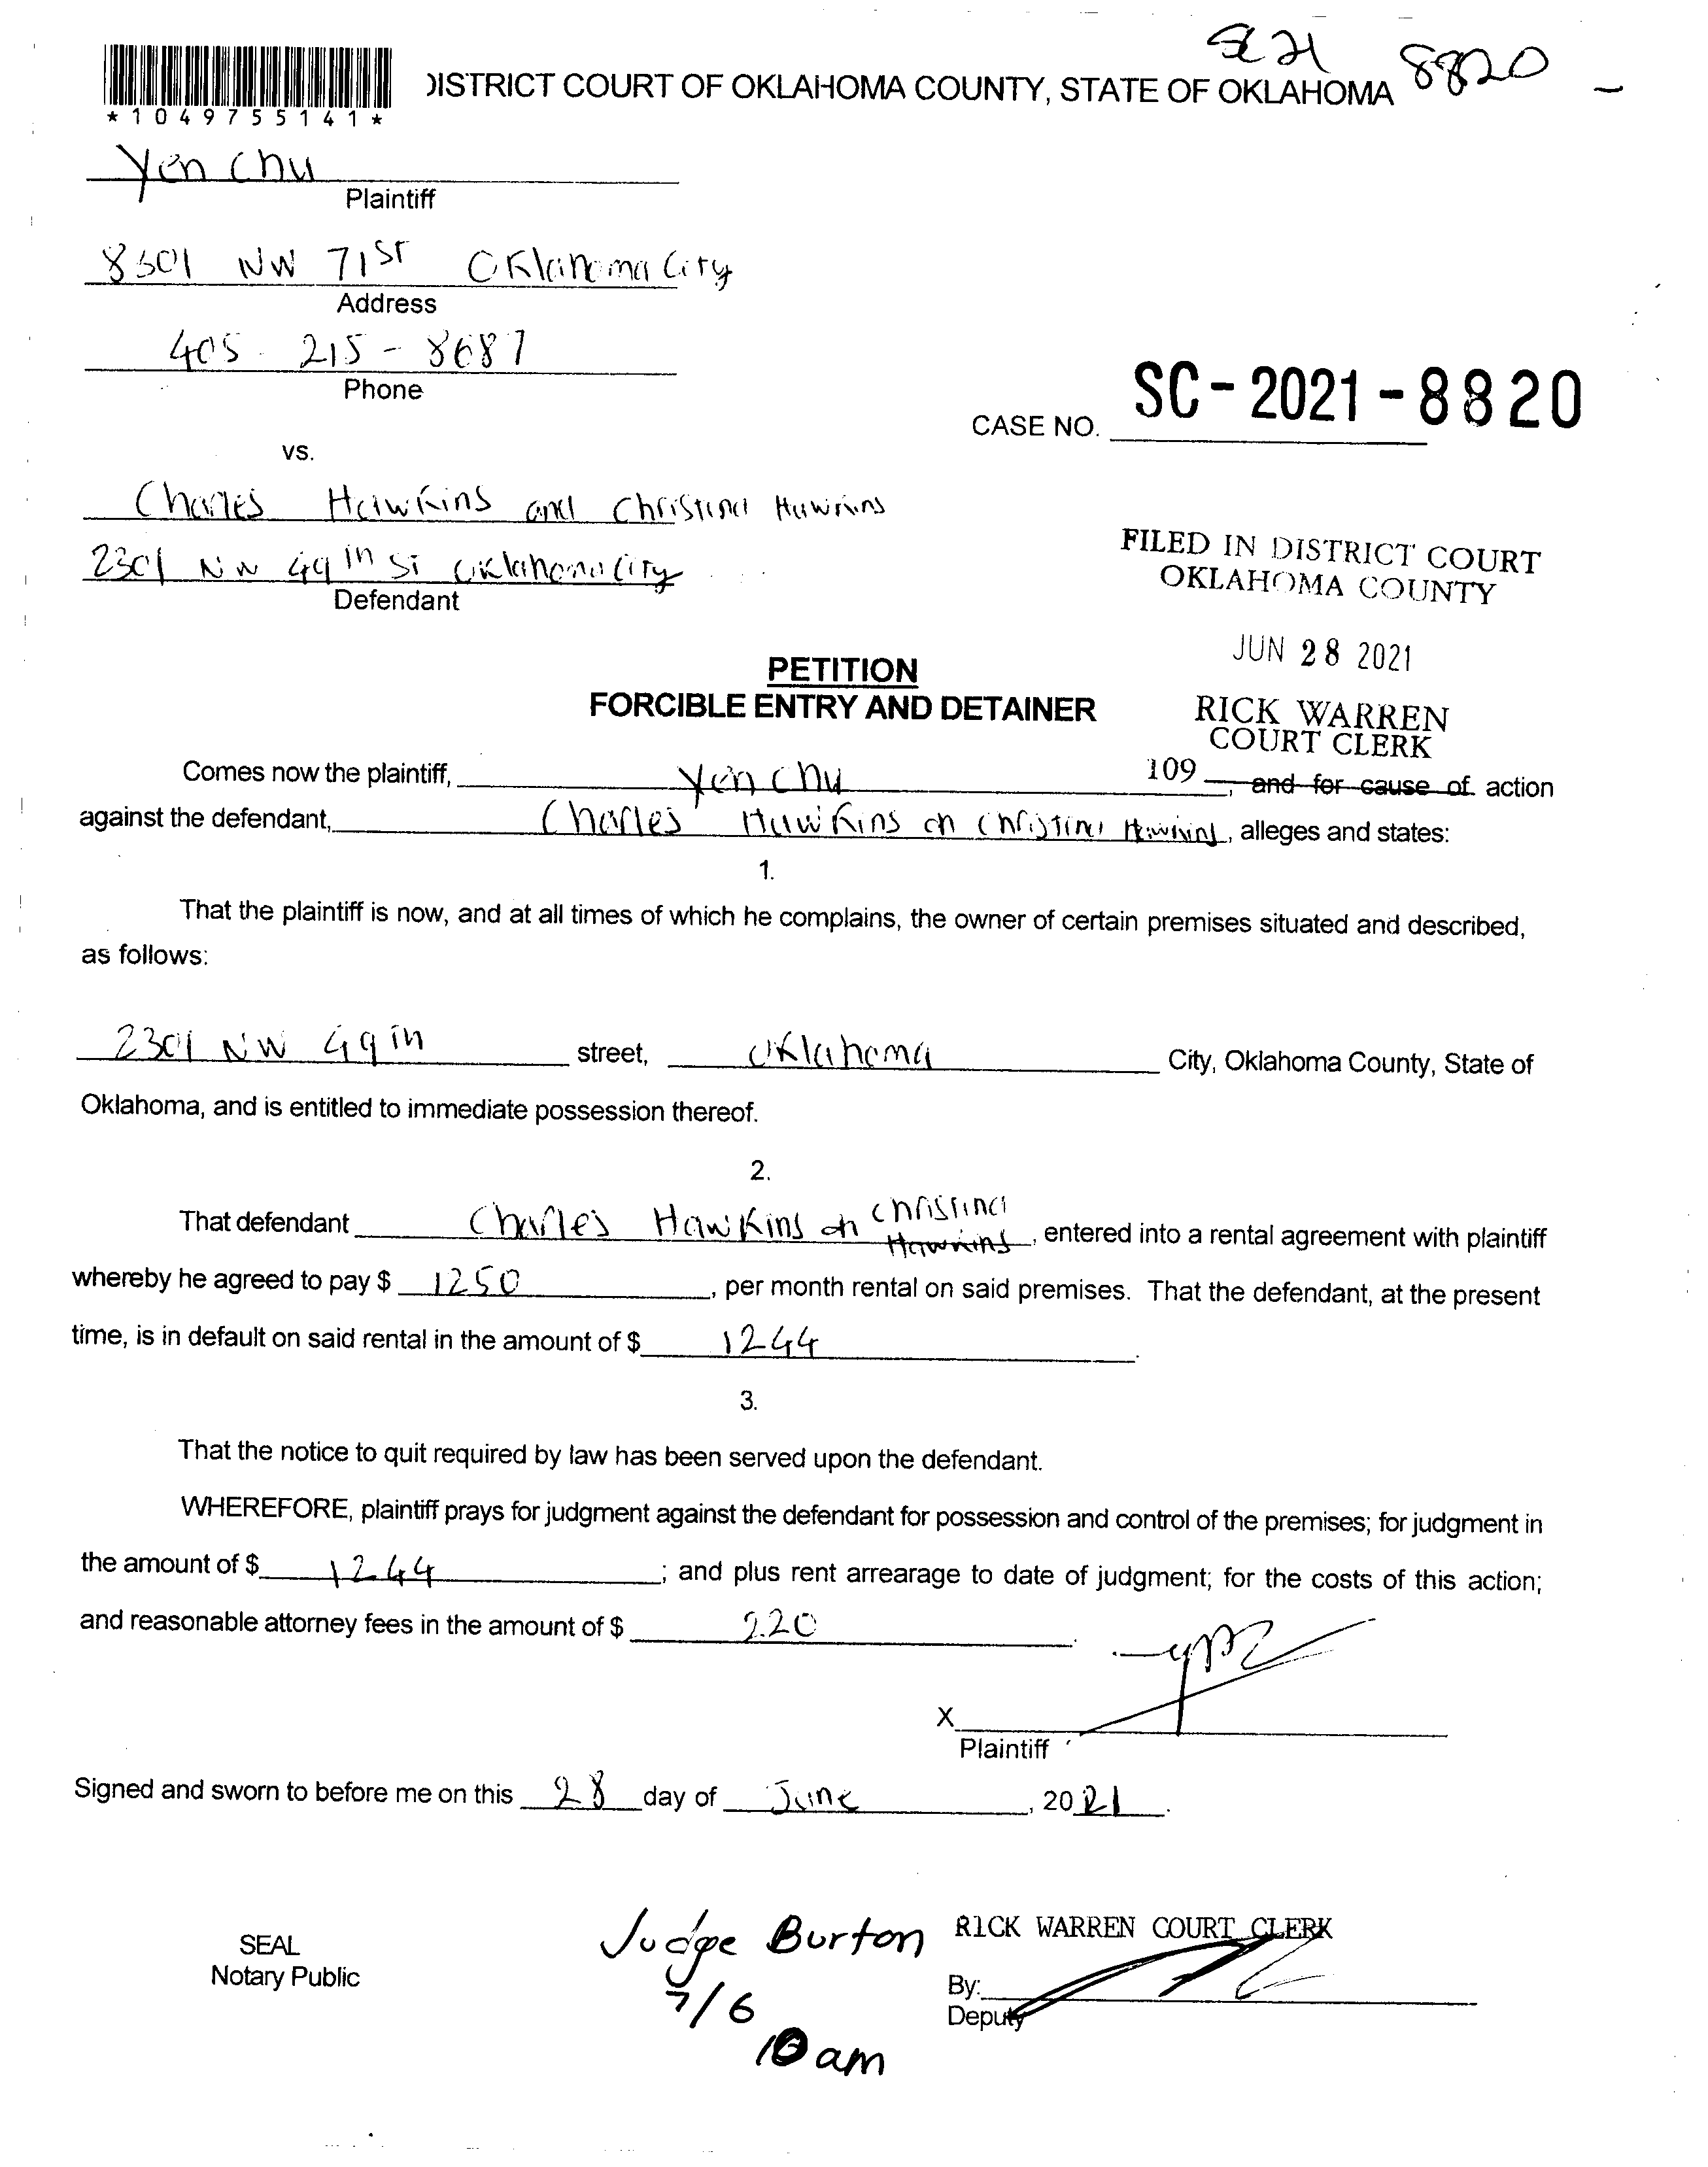 SC 21 8820
DISTRICT COURT OF OKLAHOMA COUNTY, STATE OF OKLAHOMA
*1049755141*
Yen Chu
Plaintiff
8301 NW 71st Oklahoma City
Address
405-215-8687
Phone
CASE NO. SC-2021-8820
vs.
Charles Hawkins and Christina Hawkins
2301 NW 49th St Oklahoma City
Defendant
FILED IN DISTRICT COURT
OKLAHOMA COUNTY
JUN 28 2021
RICK WARREN
COURT CLERK
109
PETITION
FORCIBLE ENTRY AND DETAINER
Comes now the plaintiff, Yen Chu, and for cause of action
against the defendant, Charles Hawkins Christina Hawkins, alleges and states:
1.
That the plaintiff is now, and at all times of which he complains, the owner of certain premises situated and described,
as follows:
2301 NW 49th street, Oklahoma City, Oklahoma County, State of
Oklahoma, and is entitled to immediate possession thereof.
2.
That defendant Charles Hawkins Christina Hawkins, entered into a rental agreement with plaintiff
whereby he agreed to pay $ 1250, per month rental on said premises. That the defendant, at the present
time, is in default on said rental in the amount of $ 1244.
3.
That the notice to quit required by law has been served upon the defendant.
WHEREFORE, plaintiff prays for judgment against the defendant for possession and control of the premises; for judgment in
the amount of $ 1244; and plus rent arrearage to date of judgment; for the costs of this action;
and reasonable attorney fees in the amount of $ 220.
X
Plaintiff
Signed and sworn to before me on this 28 day of June, 2021.
SEAL
Notary Public
Judge Burton
7/6
10 am
RICK WARREN COURT CLERK
By:
Deputy